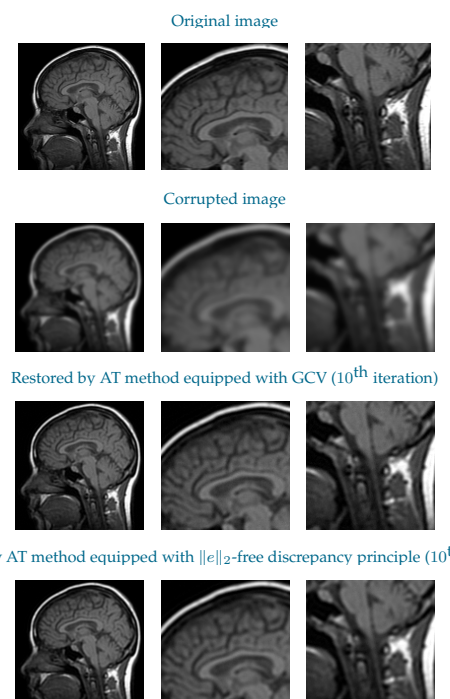 Original image
Corrupted image
Restored by AT method equipped with GCV (10th iteration)
AT method equipped with ‖e‖₂-free discrepancy principle (10